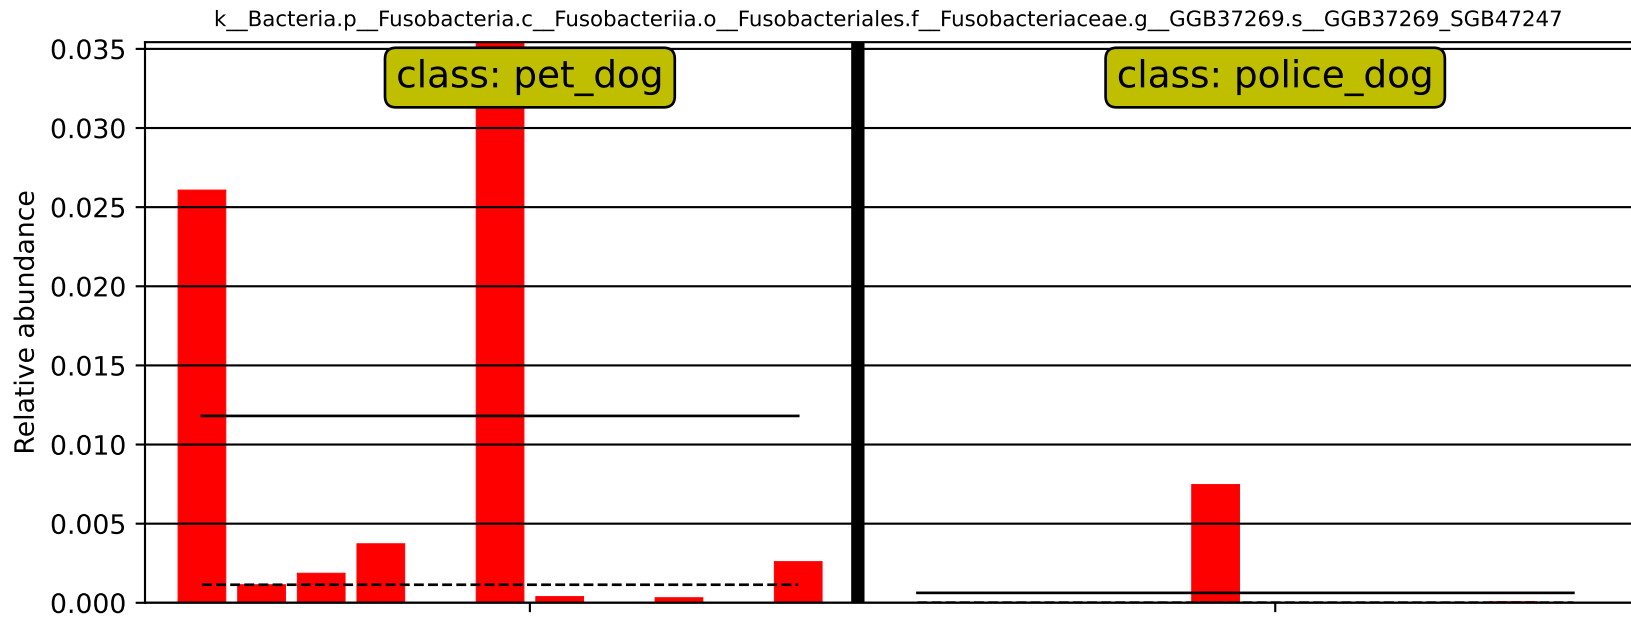 k__Bacteria.p__Fusobacteria.c__Fusobacteriia.o__Fusobacteriales.f__Fusobacteriaceae.g__GGB37269.s__GGB37269_SGB47247
0.035
class: pet_dog
class: police_dog
0.030
0.025
0.020
0.015
0.010
0.005
0.000
Relative abundance